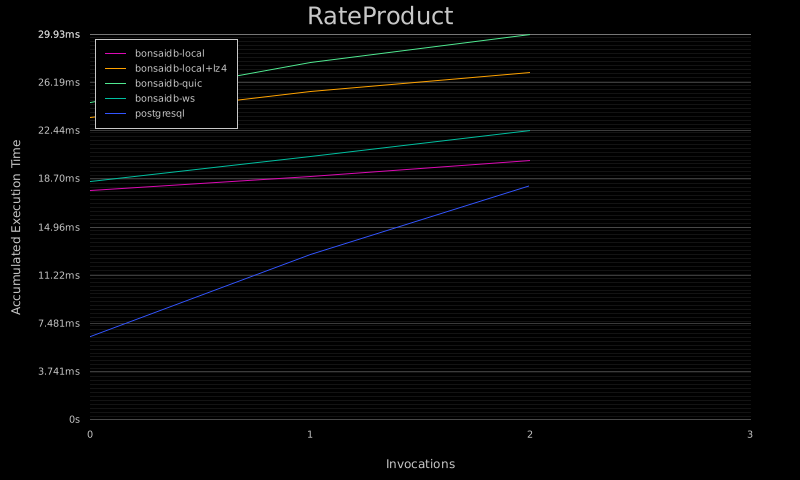 RateProduct
29.93ms
bonsaidb-local
bonsaidb-local+lz4
bonsaidb-quic
bonsaidb-ws
postgresql
26.19ms
22.44ms
18.70ms
14.96ms
11.22ms
7.481ms
3.741ms
0s
Accumulated Execution Time
0 1 2 3
Invocations